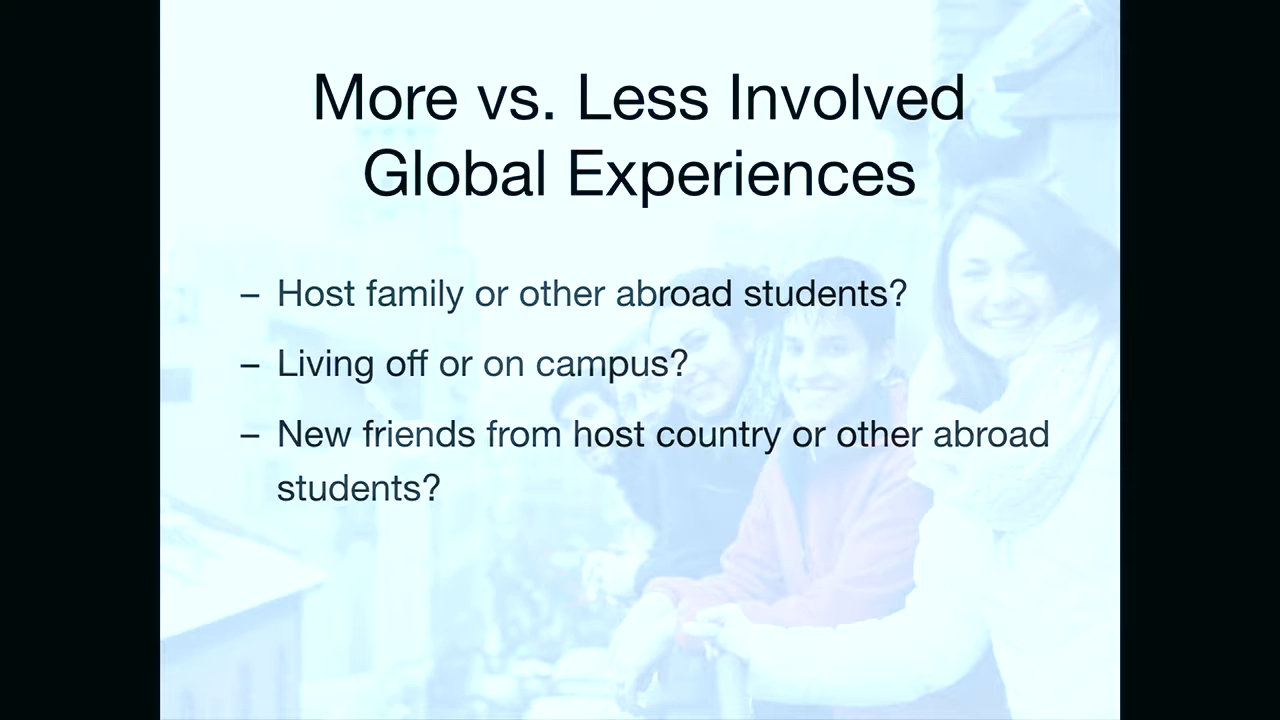 More vs. Less Involved
Global Experiences
– Host family or other abroad students?
– Living off or on campus?
– New friends from host country or other abroad
students?